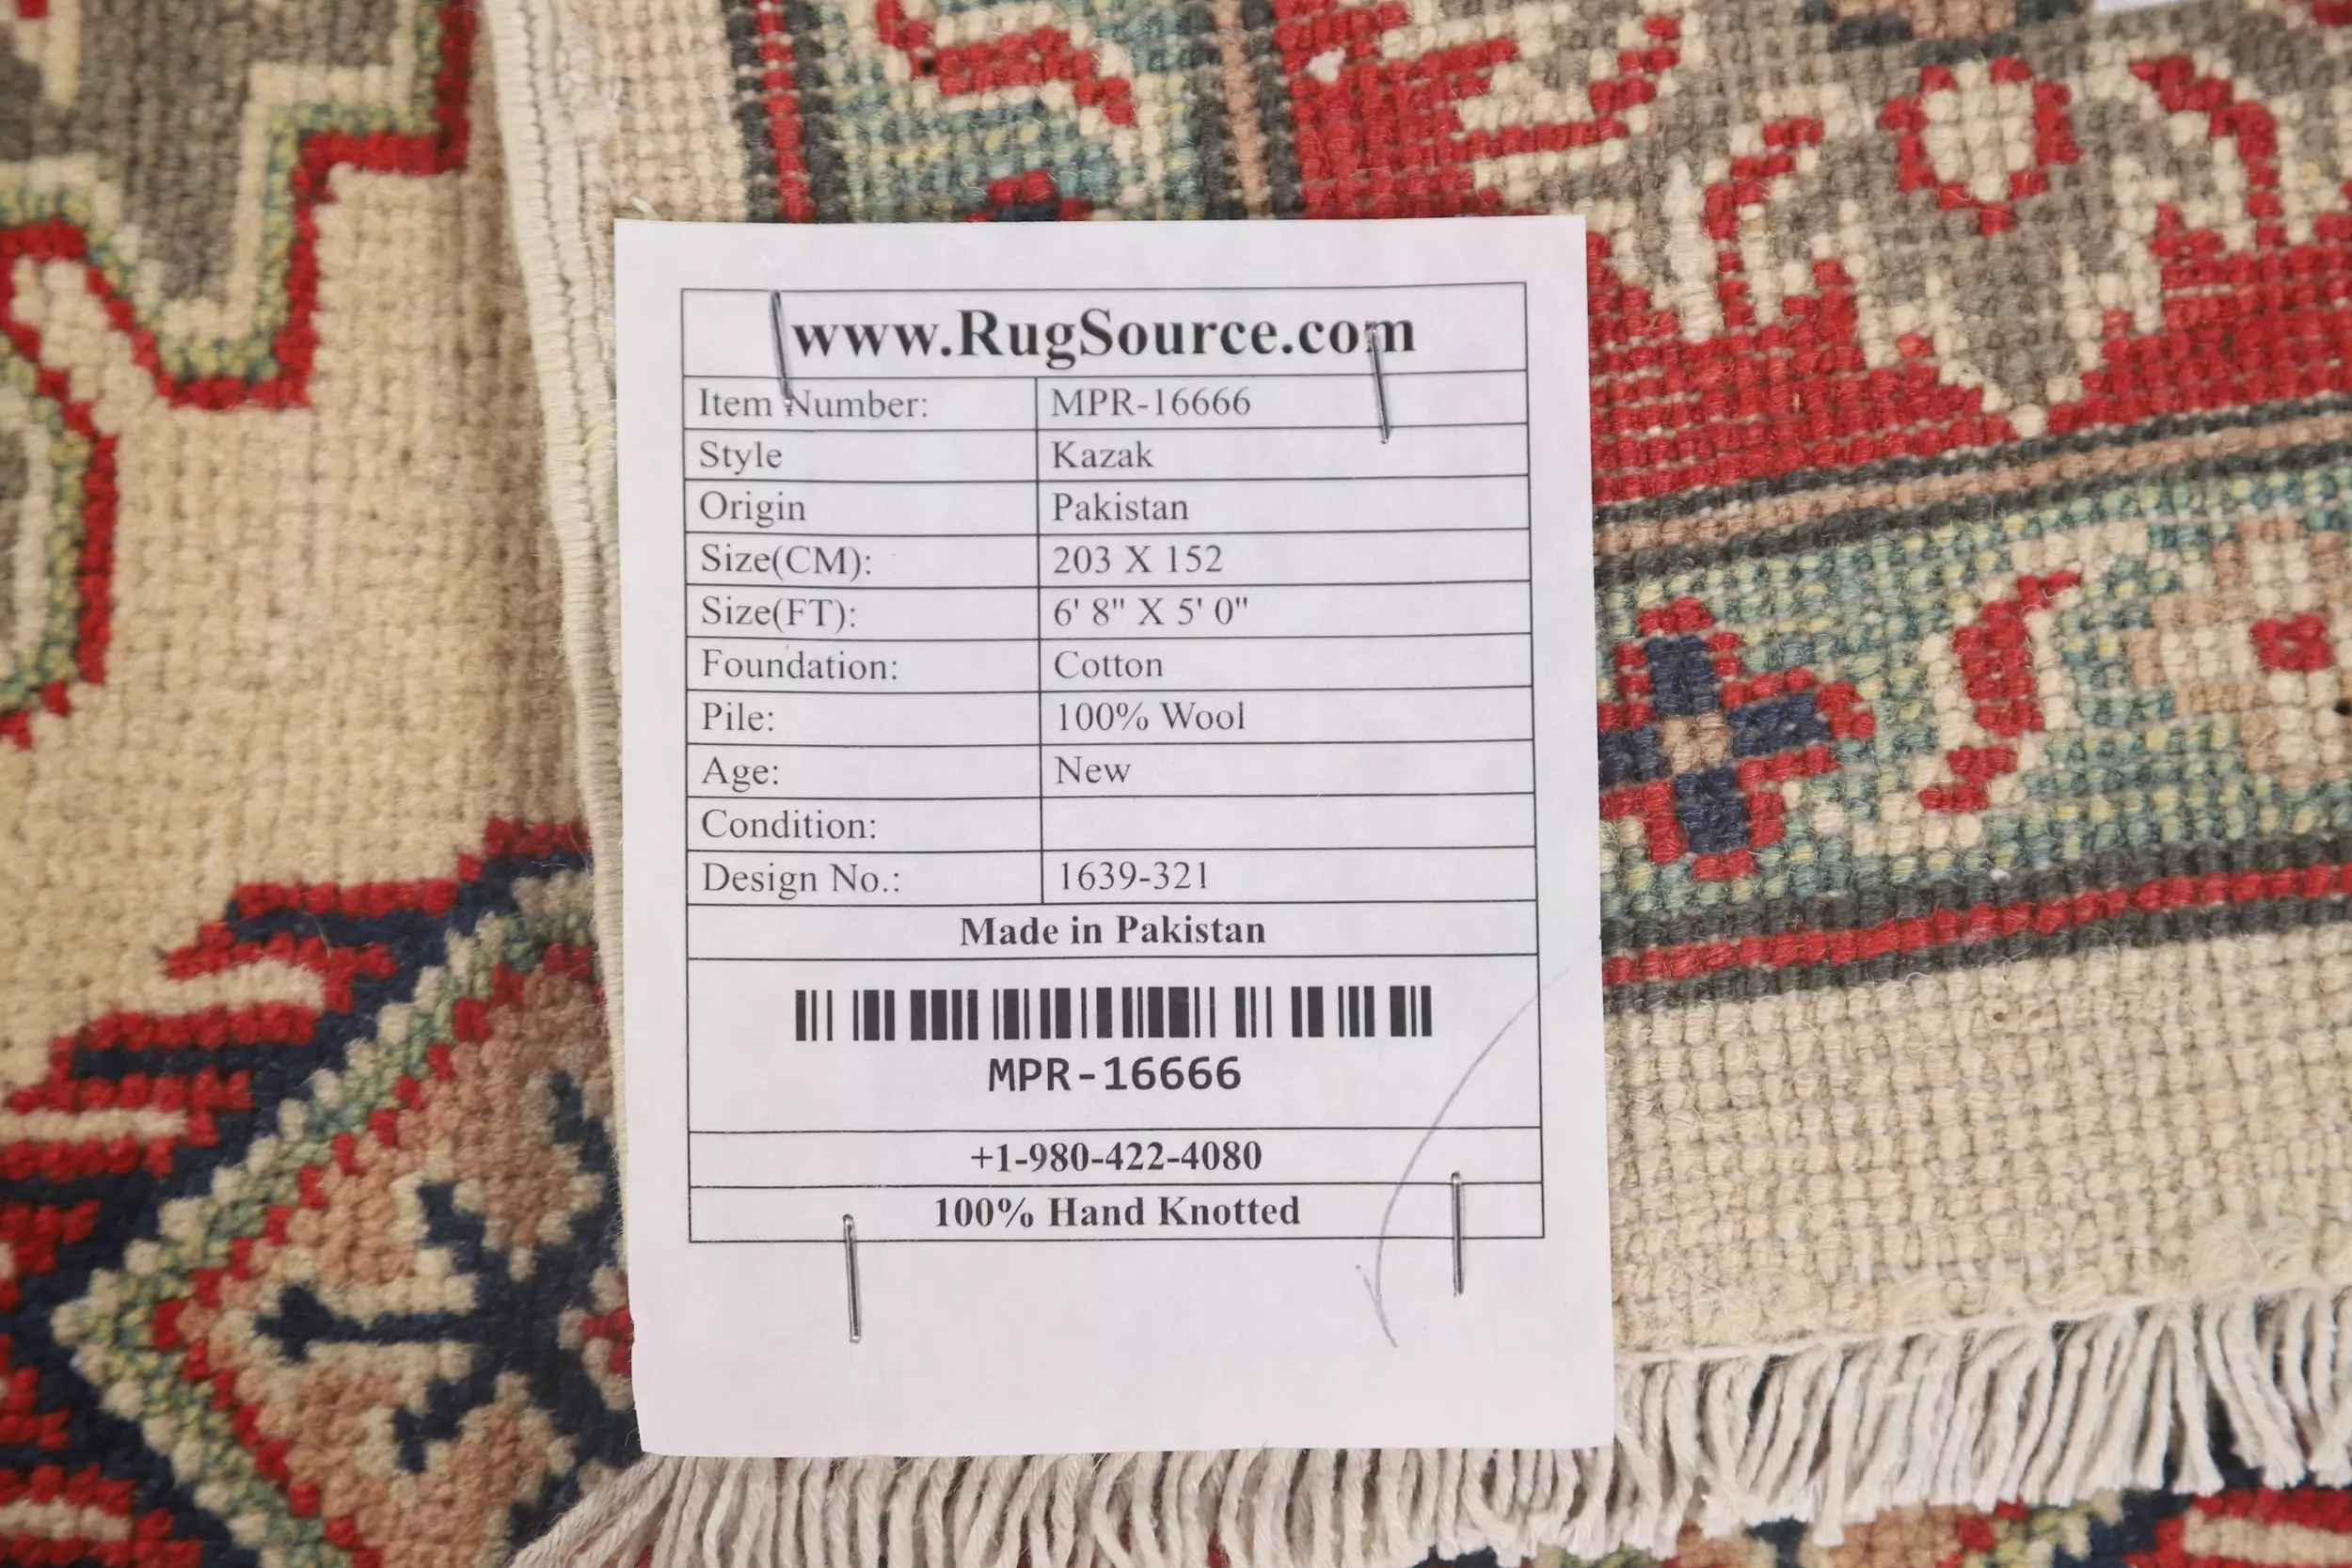 www.RugSource.com
Item Number: MPR-16666
Style Kazak
Origin Pakistan
Size(CM): 203 X 152
Size(FT): 6' 8" X 5' 0"
Foundation: Cotton
Pile: 100% Wool
Age: New
Condition:
Design No.: 1639-321
Made in Pakistan
MPR-16666
+1-980-422-4080
100% Hand Knotted